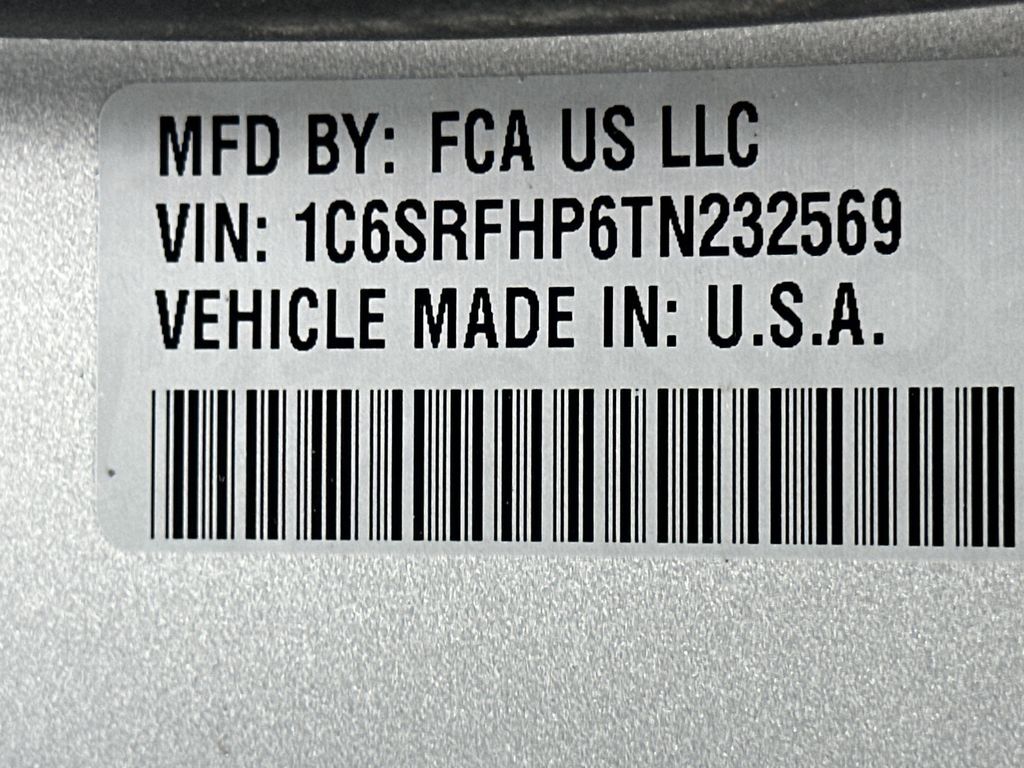 MFD BY: FCA US LLC
VIN: 1C6SRFHP6TN232569
VEHICLE MADE IN: U.S.A.